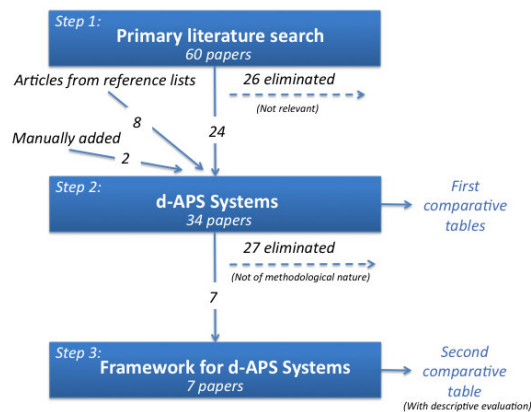 Step 1:
Primary literature search
60 papers
Articles from reference lists
26 eliminated
(Not relevant)
8
24
Manually added
2
Step 2:
d-APS Systems
34 papers
First
comparative
tables
27 eliminated
(Not of methodological nature)
7
Step 3:
Framework for d-APS Systems
7 papers
Second
comparative
table
(With descriptive evaluation)